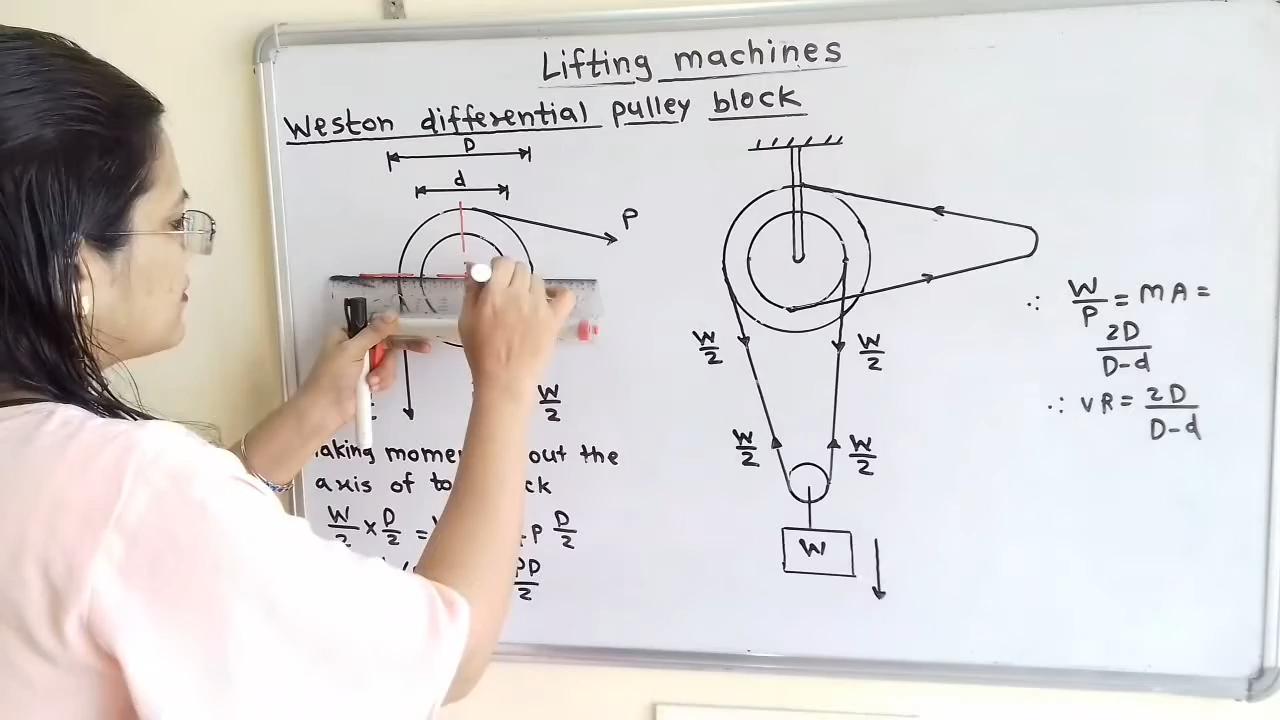 Lifting machines
Weston differential pulley block
D
d
P
W/2
axis of
W/2 × D/2 = P D/2
PD/2
out the
W/2 W/2
W/2 W/2
W
∴ W/P = MA =
2D/D-d
∴ VR = 2D/D-d